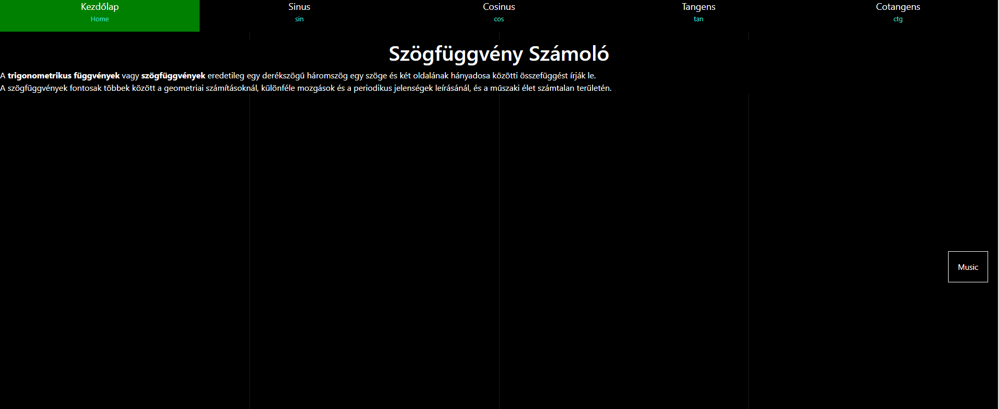 Kezdőlap
Home
Sinus
sin
Cosinus
cos
Tangens
tan
Cotangens
ctg
Szögfüggvény Számoló
A trigonometrikus függvények vagy szögfüggvények eredetileg egy derékszögű háromszög egy szöge és két oldalának hányadosa közötti összefüggést írják le.
A szögfüggvények fontosak többek között a geometriai számításoknál, különféle mozgások és a periodikus jelenségek leírásánál, és a műszaki élet számtalan területén.
Music